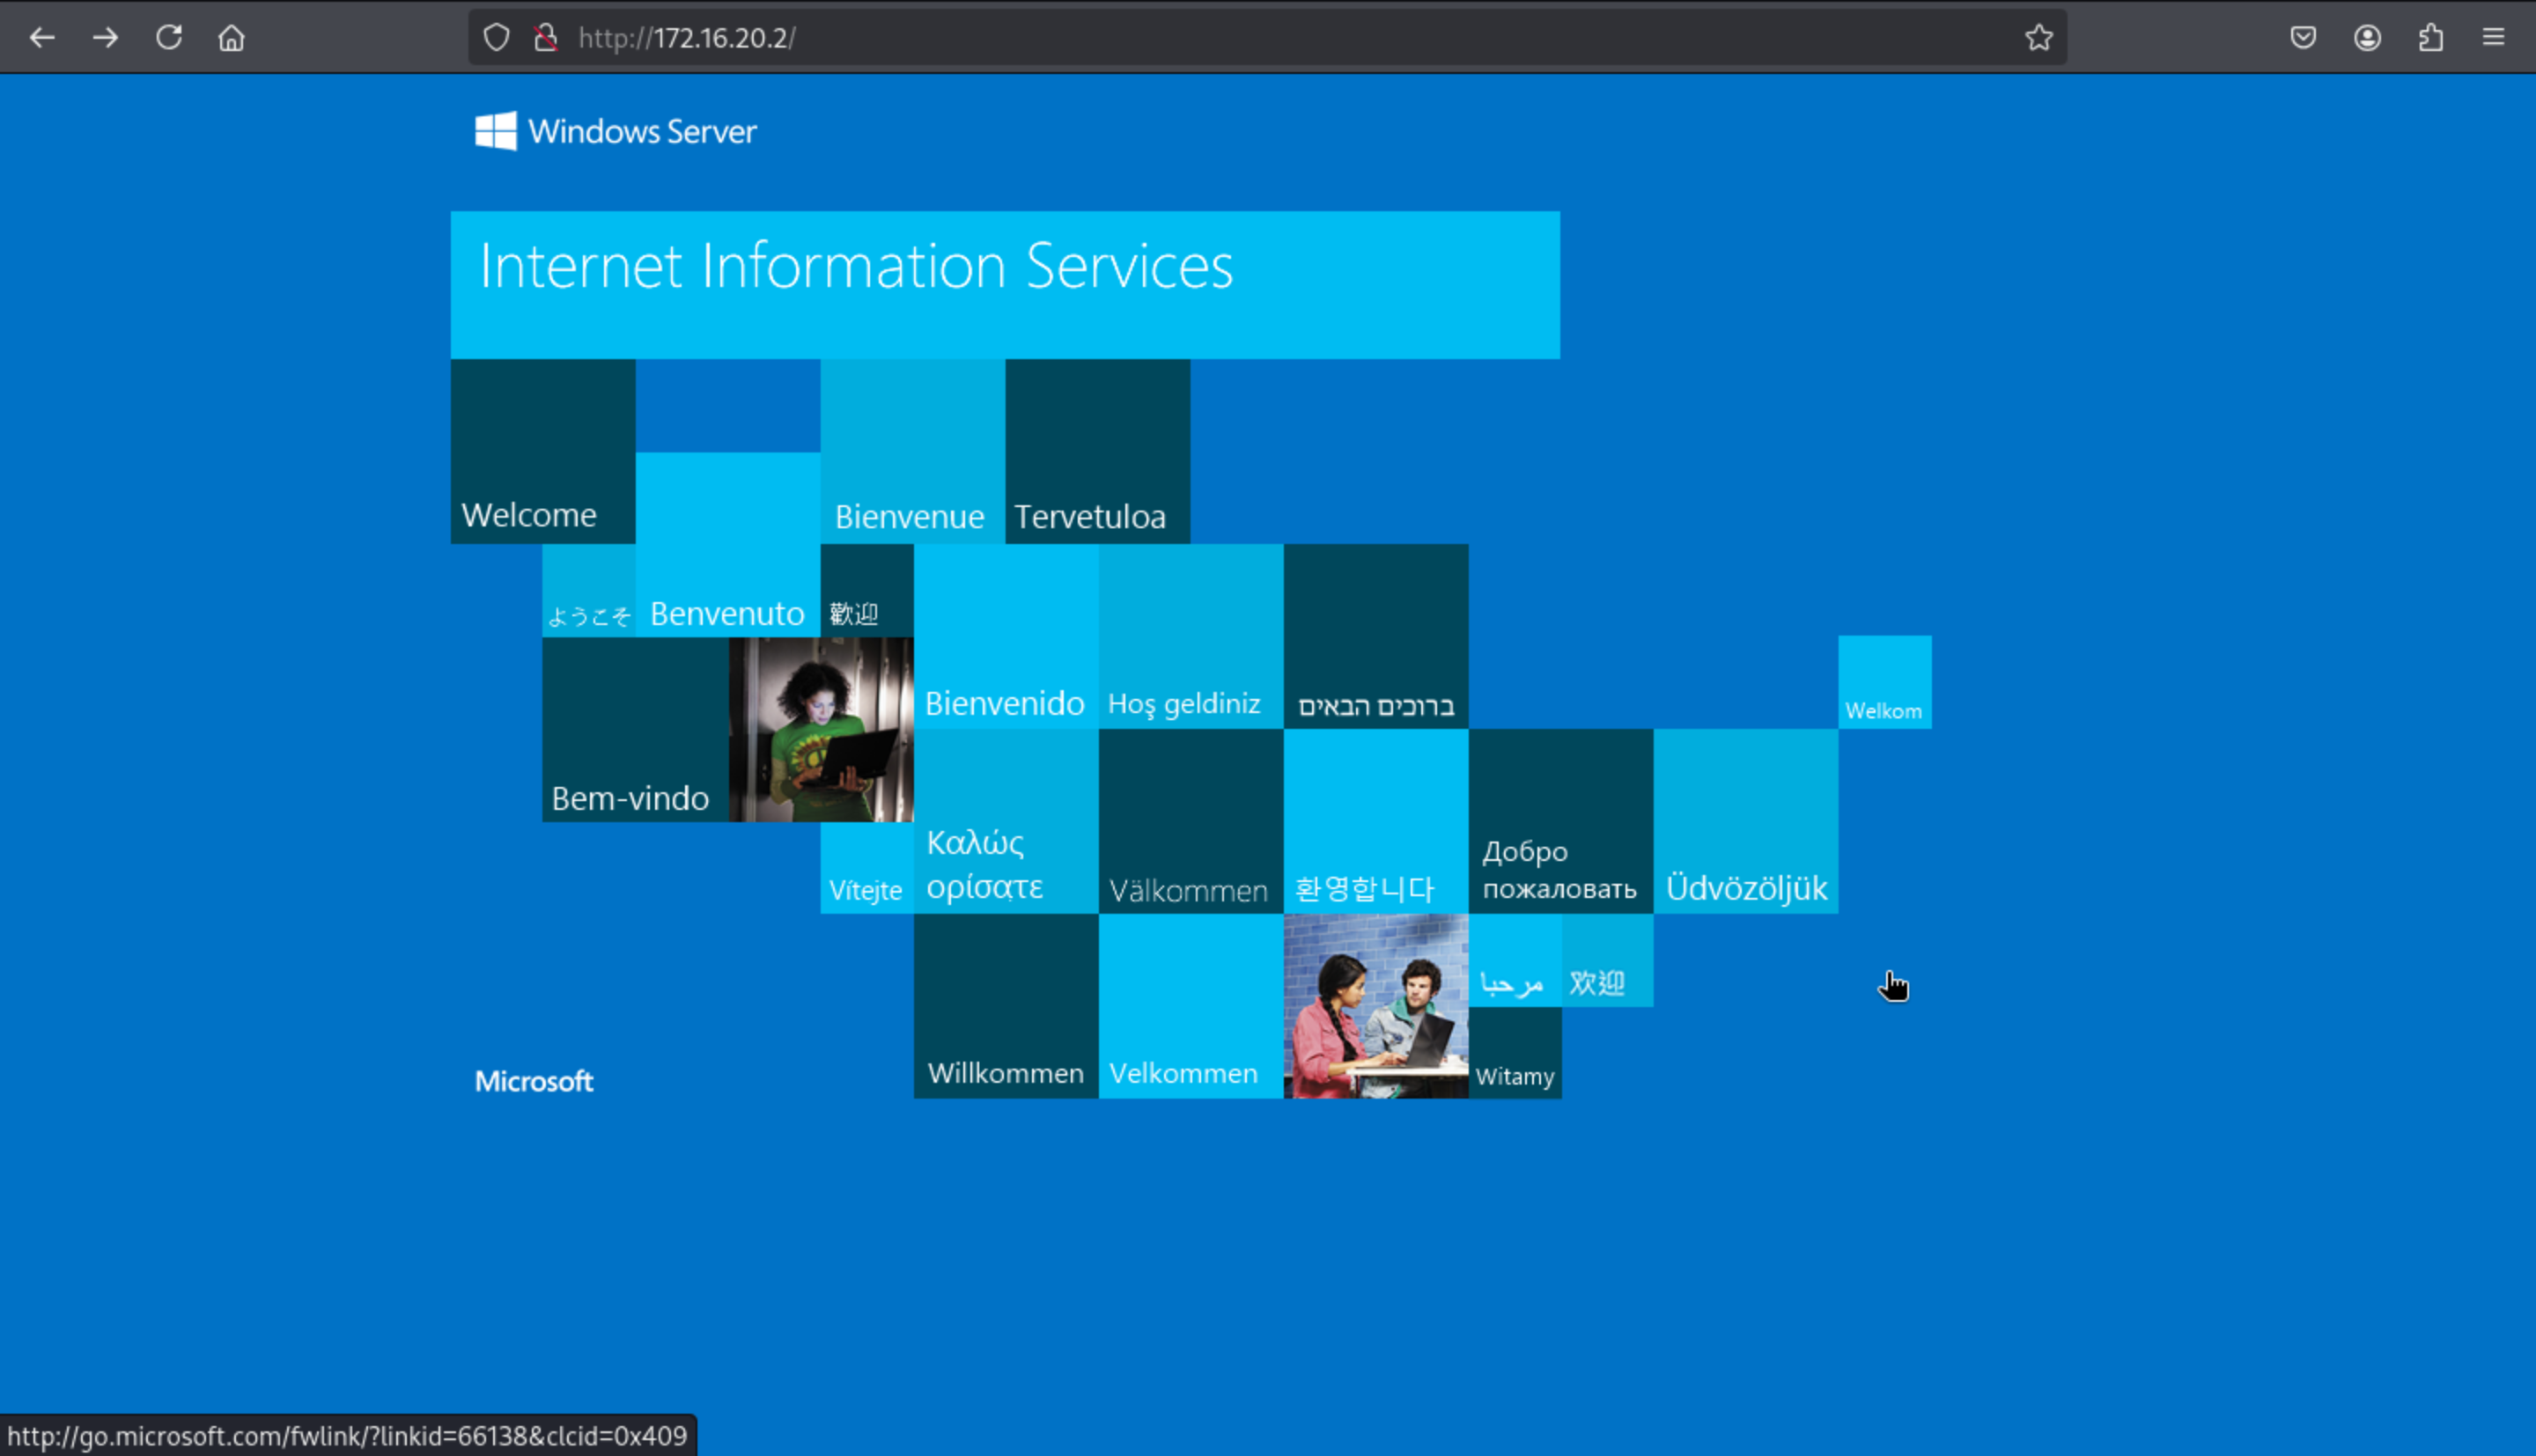 http://172.16.20.2/
Windows Server
Internet Information Services
Welcome
Bienvenue
Tervetuloa
ようこそ
Benvenuto
歡迎
Bienvenido
Hoş geldiniz
ברוכים הבאים
Welkom
Bem-vindo
Vítejte
Καλώς
ορίσατε
Välkommen
환영합니다
Добро
пожаловать
Üdvözöljük
Microsoft
Willkommen
Velkommen
مرحبا
欢迎
Witamy
http://go.microsoft.com/fwlink/?linkid=66138&clcid=0x409